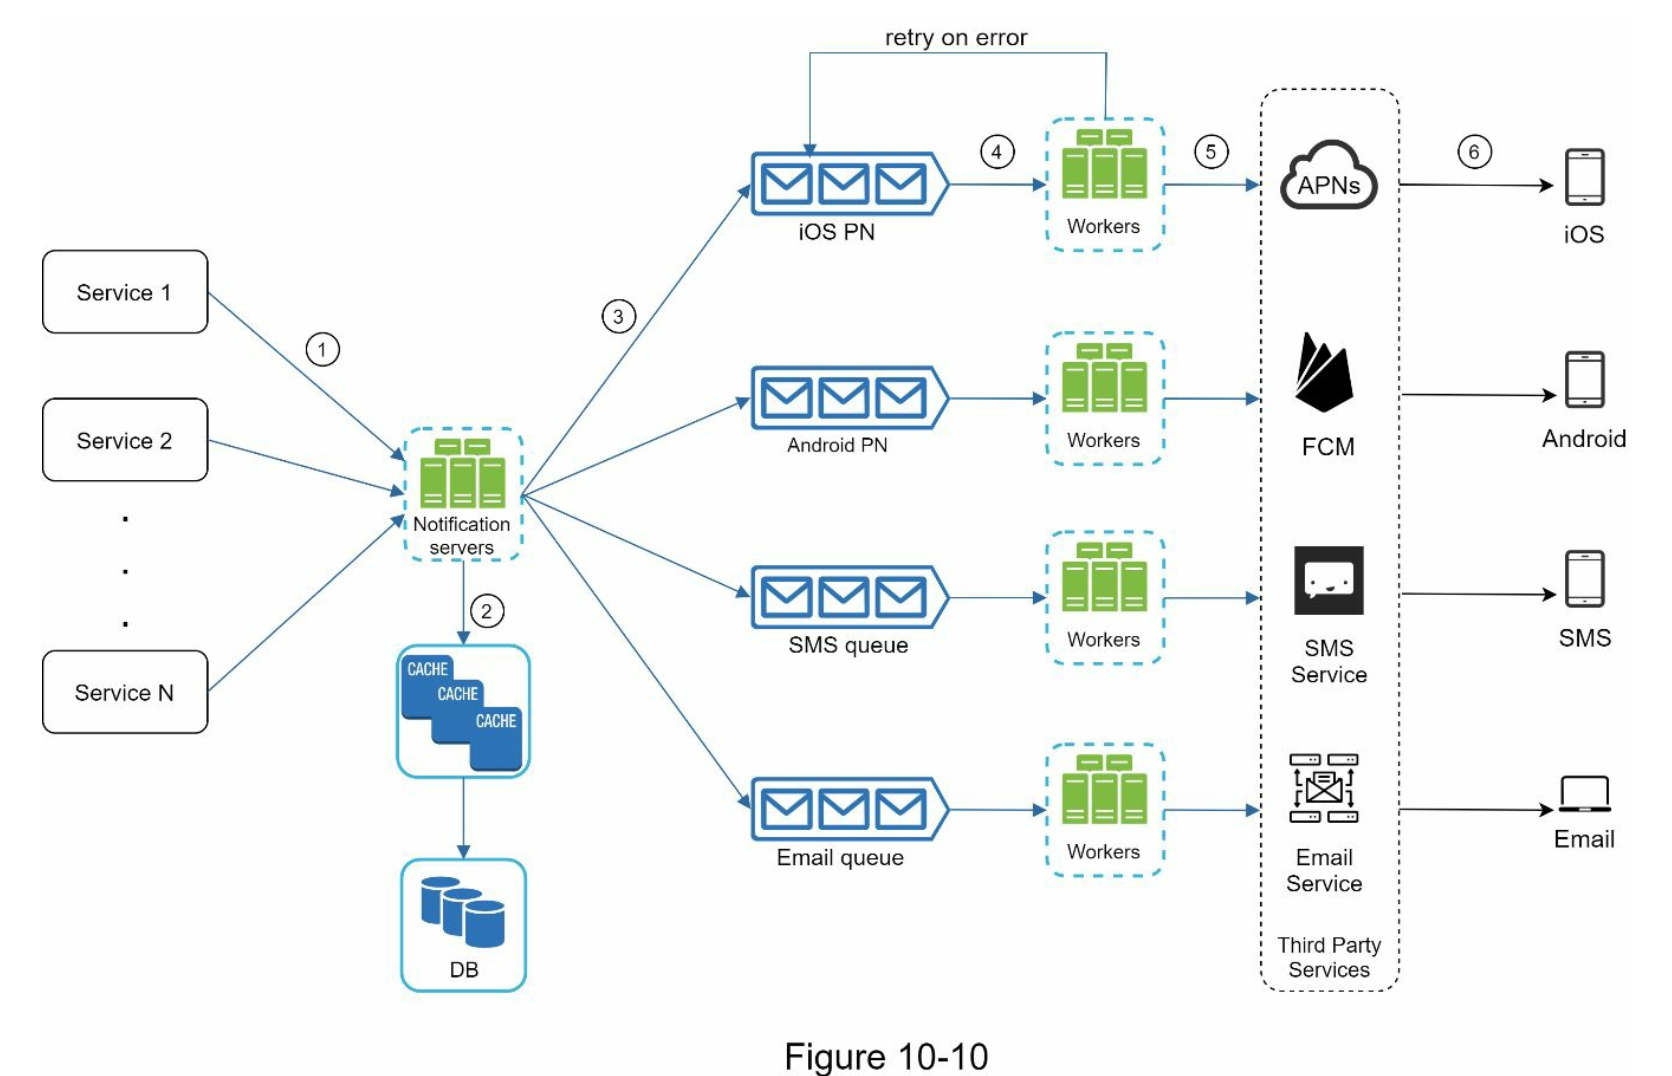 retry on error
4
5
6
APNs
iOS PN
Workers
iOS
Service 1
3
1
Service 2
Android PN
Workers
FCM
Android
Notification
servers
2
SMS queue
Workers
SMS
Service
SMS
Service N
CACHE
CACHE
CACHE
Email queue
Workers
Email
Service
Email
DB
Third Party
Services
Figure 10-10